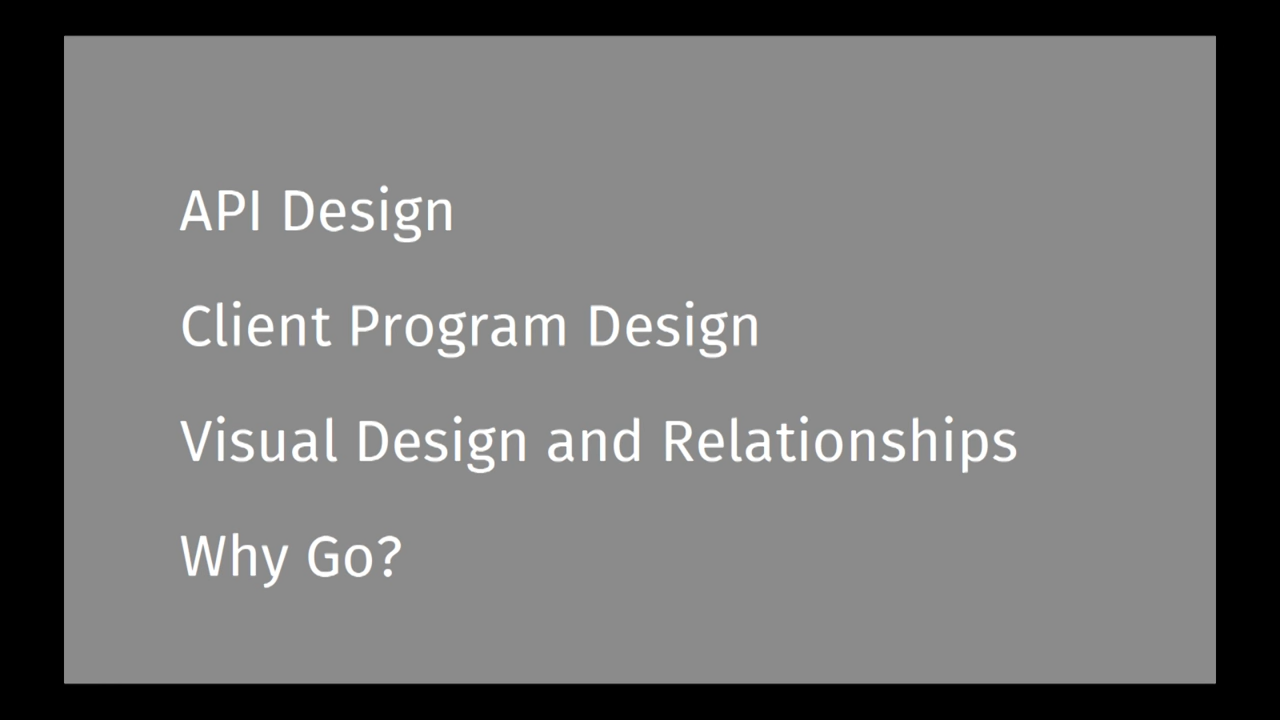 API Design
Client Program Design
Visual Design and Relationships
Why Go?